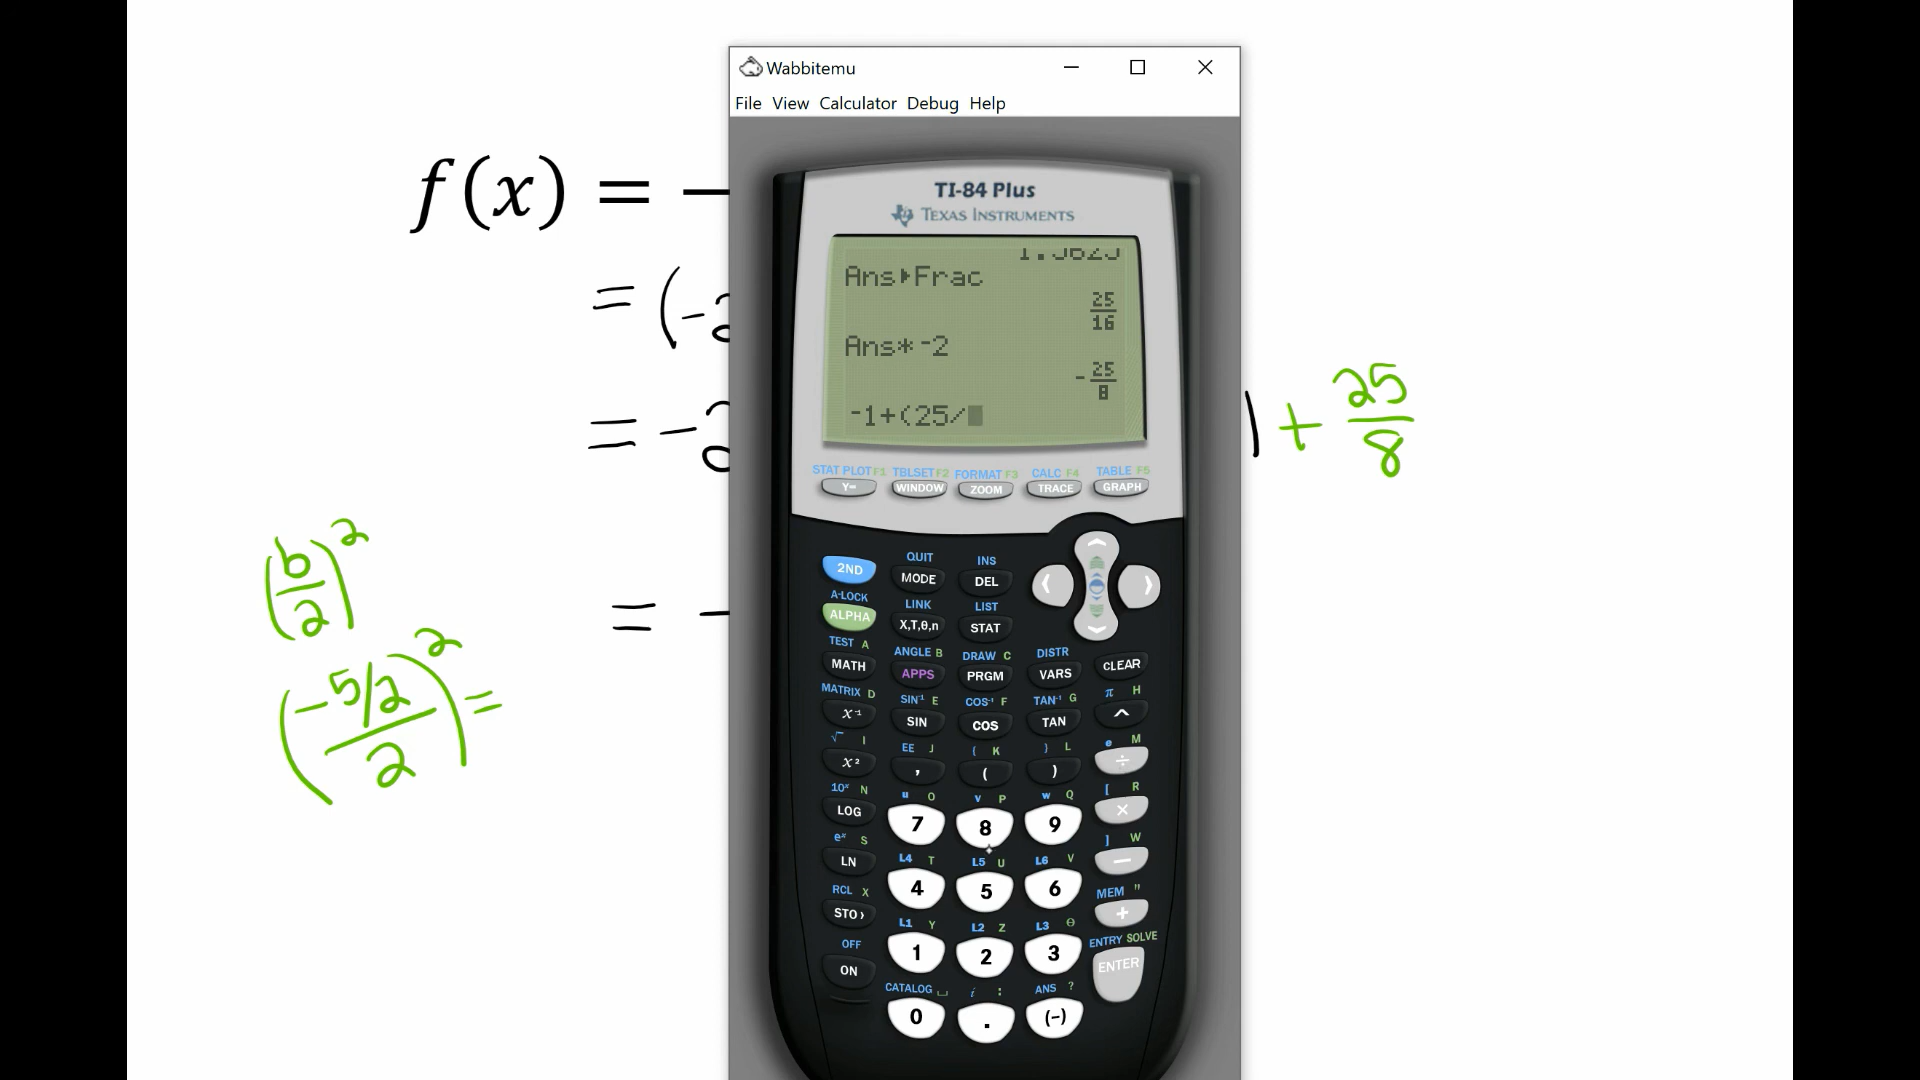 Wabbitemu
File View Calculator Debug Help
f(x) = −
TI-84 Plus
TEXAS INSTRUMENTS
Ans▸Frac
25/16
Ans*-2
-25/8
-1+(25/
= (-2
= -2
+ 25/8
(b/2)^2
= -
(-5/2/2)^2 =
STAT PLOT F1 TBLSET F2 FORMAT F3 CALC F4 TABLE F5
Y= WINDOW ZOOM TRACE GRAPH
QUIT INS
2ND MODE DEL
A-LOCK LINK LIST
ALPHA X,T,θ,n STAT
TEST A ANGLE B DRAW C DISTR
MATH APPS PRGM VARS CLEAR
MATRIX D SIN⁻¹ E COS⁻¹ F TAN⁻¹ G π H
x⁻¹ SIN COS TAN ^
√ I EE J { K } L e M
x² , ( ) ÷
10ˣ N u O v P w Q [ R
LOG 7 8 9 ×
eˣ S L4 T L5 U L6 V ] W
LN 4 5 6 −
RCL X L1 Y L2 Z L3 θ MEM "
STO› 1 2 3 +
OFF ENTRY SOLVE
ON ENTER
CATALOG ⎵ i : ANS ?
0 . (-)